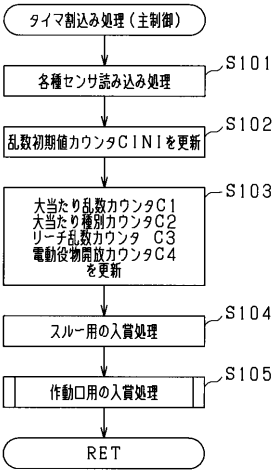 タイマ割込み処理(主制御)
各種センサ読み込み処理
S101
乱数初期値カウンタCINIを更新
S102
大当たり乱数カウンタC1
大当たり種別カウンタC2
リーチ乱数カウンタ C3
電動役物開放カウンタC4
を更新
S103
スルー用の入賞処理
S104
作動口用の入賞処理
S105
RET